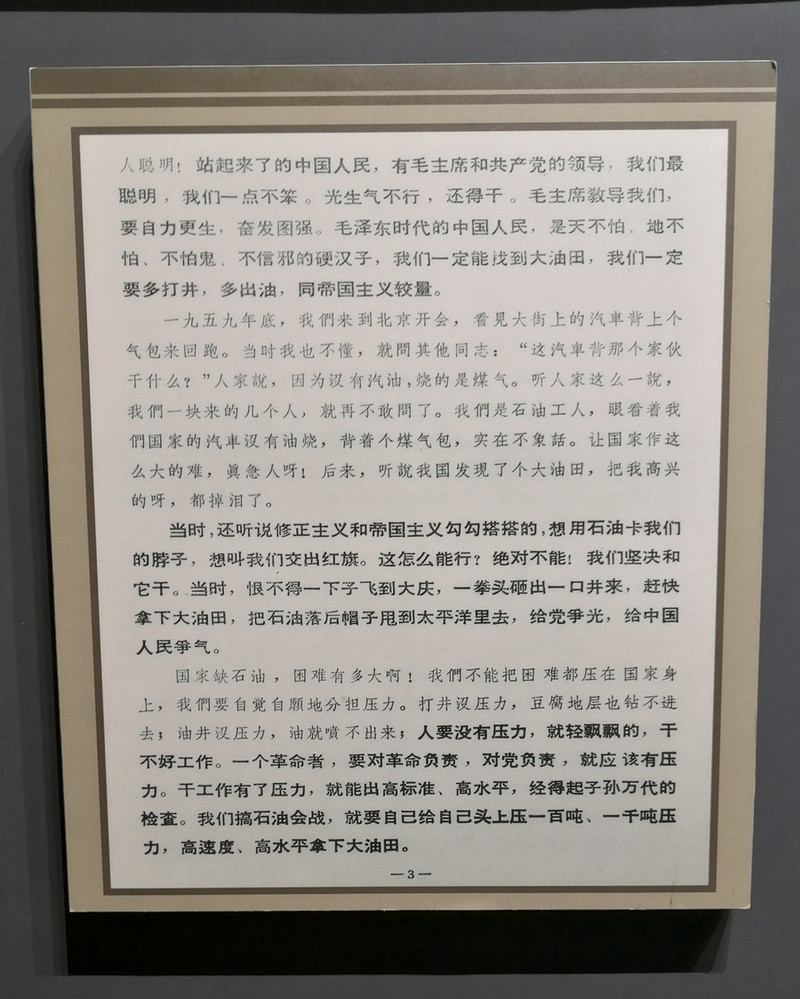 人聪明！站起来了的中国人民，有毛主席和共产党的领导，我们最
聪明，我们一点不笨。光生气不行，还得干。毛主席教导我们，
要自力更生，奋发图强。毛泽东时代的中国人民，是天不怕、地不
怕、不怕鬼、不信邪的硬汉子，我们一定能找到大油田，我们一定
要多打井，多出油，同帝国主义较量。
一九五九年底，我們来到北京开会，看見大街上的汽車背上个
气包来回跑。当时我也不懂，就問其他同志：“这汽車背那个家伙
干什么？”人家說，因为沒有汽油，烧的是煤气。听人家这么一說，
我們一块来的几个人，就再不敢問了。我們是石油工人，眼看着我
們国家的汽車沒有油烧，背着个煤气包，实在不象話。让国家作这
么大的难，眞急人呀！后来，听說我国发现了个大油田，把我高兴
的呀，都掉泪了。
当时，还听说修正主义和帝国主义勾勾搭搭的，想用石油卡我们
的脖子，想叫我们交出红旗。这怎么能行？绝对不能！我们坚决和
它干。当时，恨不得一下子飞到大庆，一拳头砸出一口井来，赶快
拿下大油田，把石油落后帽子甩到太平洋里去，给党爭光，给中国
人民爭气。
国家缺石油，困难有多大啊！我們不能把困难都压在国家身
上，我們要自觉自願地分担压力。打井沒压力，豆腐地层也钻不进
去；油井沒压力，油就喷不出来；人要没有压力，就轻飘飘的，干
不好工作。一个革命者，要对革命负责，对党负责，就应该有压
力。干工作有了压力，就能出高标准、高水平，经得起子孙万代的
检查。我们搞石油会战，就要自己给自己头上压一百吨、一千吨压
力，高速度、高水平拿下大油田。
—3—